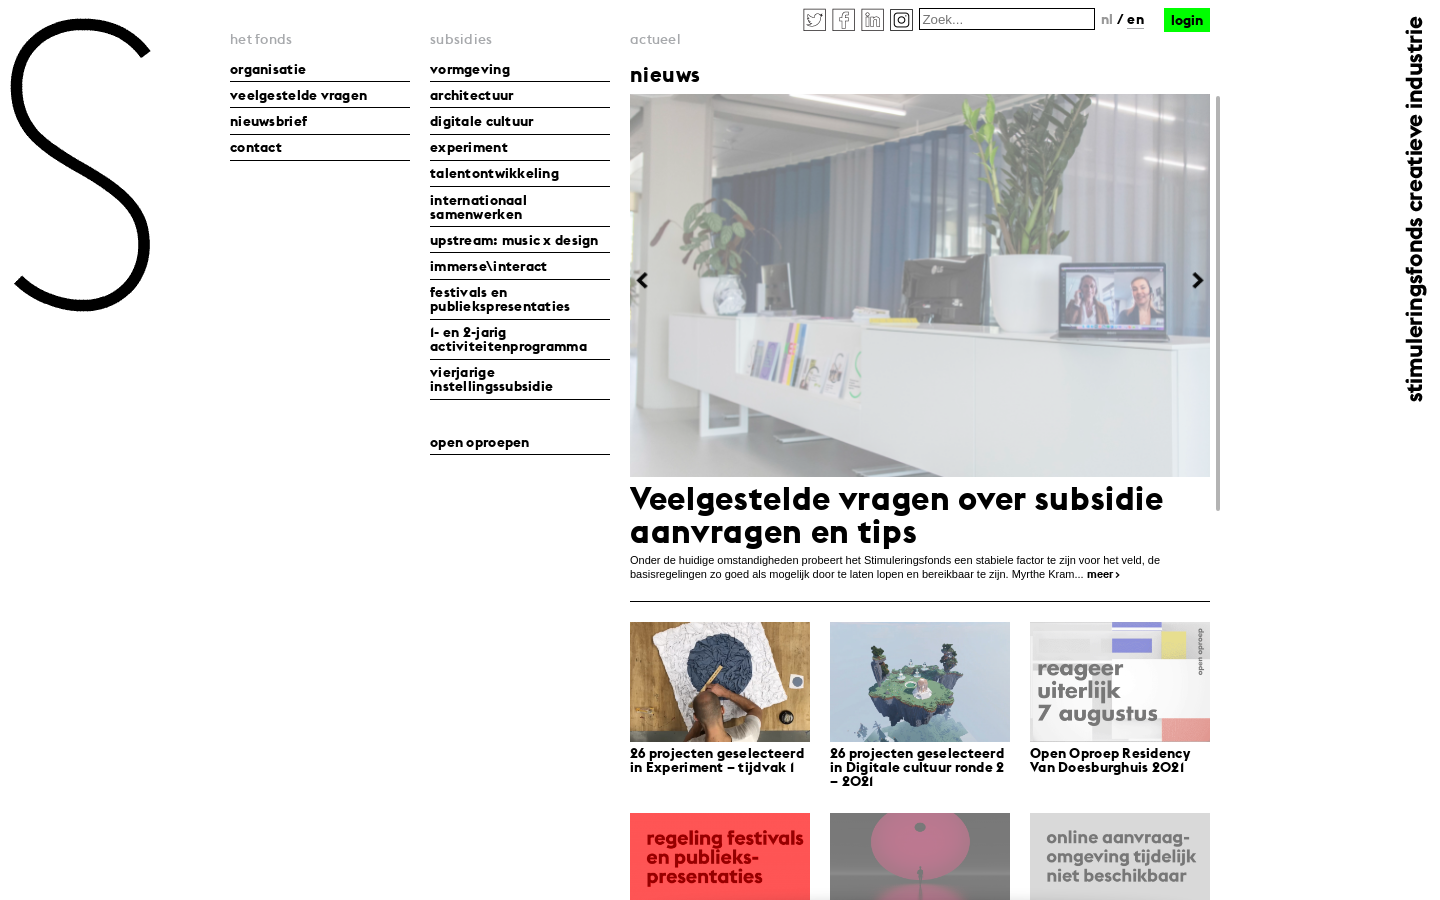 S
het fonds
organisatie
veelgestelde vragen
nieuwsbrief
contact
subsidies
vormgeving
architectuur
digitale cultuur
experiment
talentontwikkeling
internationaal
samenwerken
upstream: music x design
immerse\interact
festivals en
publiekspresentaties
1- en 2-jarig
activiteitenprogramma
vierjarige
instellingssubsidie
open oproepen
Zoek...
nl / en
login
actueel
nieuws
Veelgestelde vragen over subsidie
aanvragen en tips
Onder de huidige omstandigheden probeert het Stimuleringsfonds een stabiele factor te zijn voor het veld, de
basisregelingen zo goed als mogelijk door te laten lopen en bereikbaar te zijn. Myrthe Kram... meer ›
26 projecten geselecteerd
in Experiment – tijdvak 1
26 projecten geselecteerd
in Digitale cultuur ronde 2
– 2021
open oproep
reageer
uiterlijk
7 augustus
Open Oproep Residency
Van Doesburghuis 2021
regeling festivals
en publieks-
presentaties
online aanvraag-
omgeving tijdelijk
niet beschikbaar
stimuleringsfonds creatieve industrie